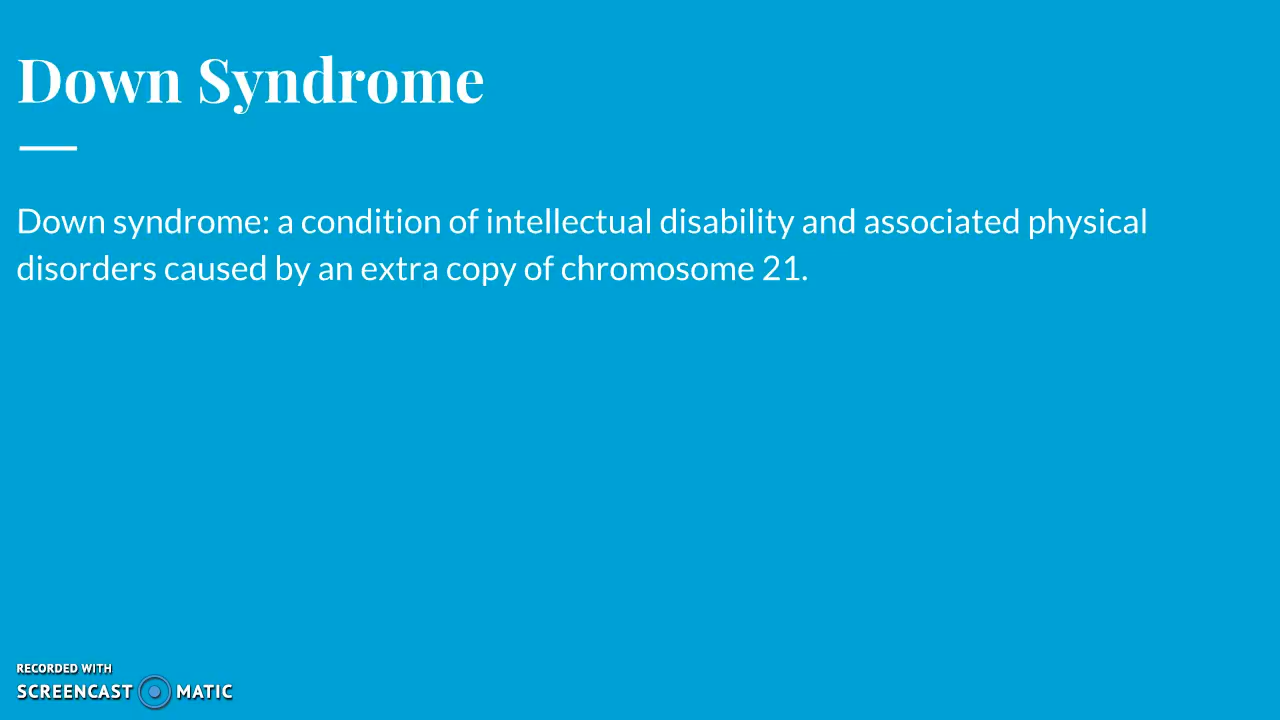 Down Syndrome
Down syndrome: a condition of intellectual disability and associated physical
disorders caused by an extra copy of chromosome 21.
RECORDED WITH
SCREENCAST MATIC